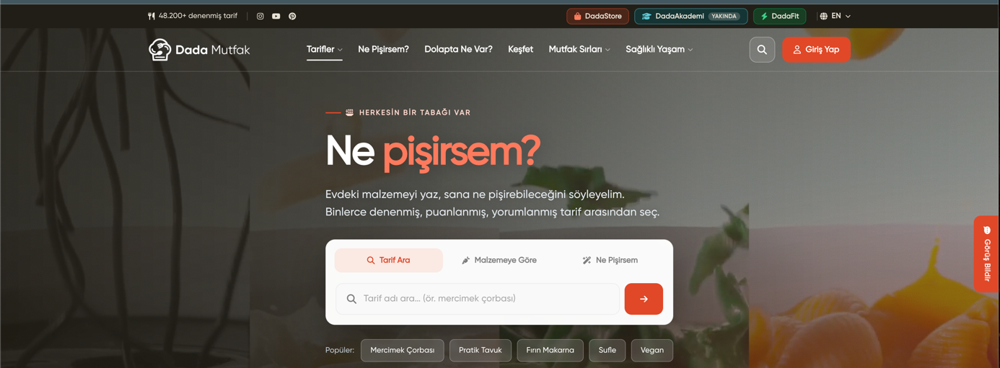 48.200+ denenmiş tarif
DadaStore
DadaAkademi YAKINDA
DadaFit
EN
Dada Mutfak
Tarifler
Ne Pişirsem?
Dolapta Ne Var?
Keşfet
Mutfak Sırları
Sağlıklı Yaşam
Giriş Yap
HERKESİN BİR TABAĞI VAR
Ne pişirsem?
Evdeki malzemeyi yaz, sana ne pişirebileceğini söyleyelim.
Binlerce denenmiş, puanlanmış, yorumlanmış tarif arasından seç.
Tarif Ara
Malzemeye Göre
Ne Pişirsem
Tarif adı ara... (ör. mercimek çorbası)
Popüler:
Mercimek Çorbası
Pratik Tavuk
Fırın Makarna
Sufle
Vegan
Görüş Bildir